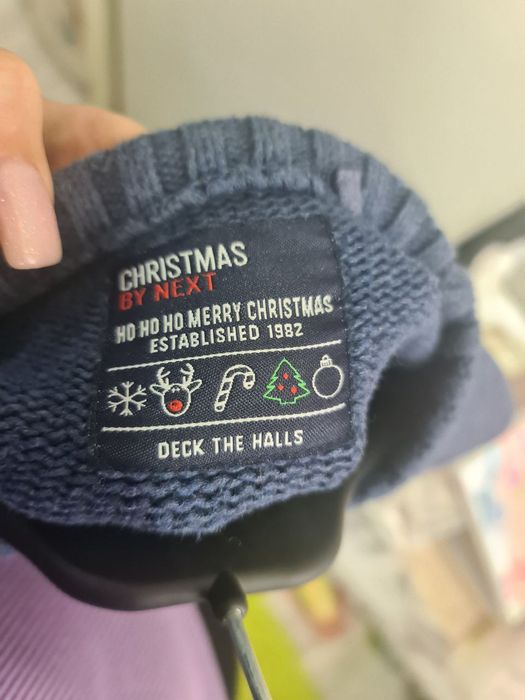 CHRISTMAS
BY NEXT
HO HO HO MERRY CHRISTMAS
ESTABLISHED 1982
DECK THE HALLS